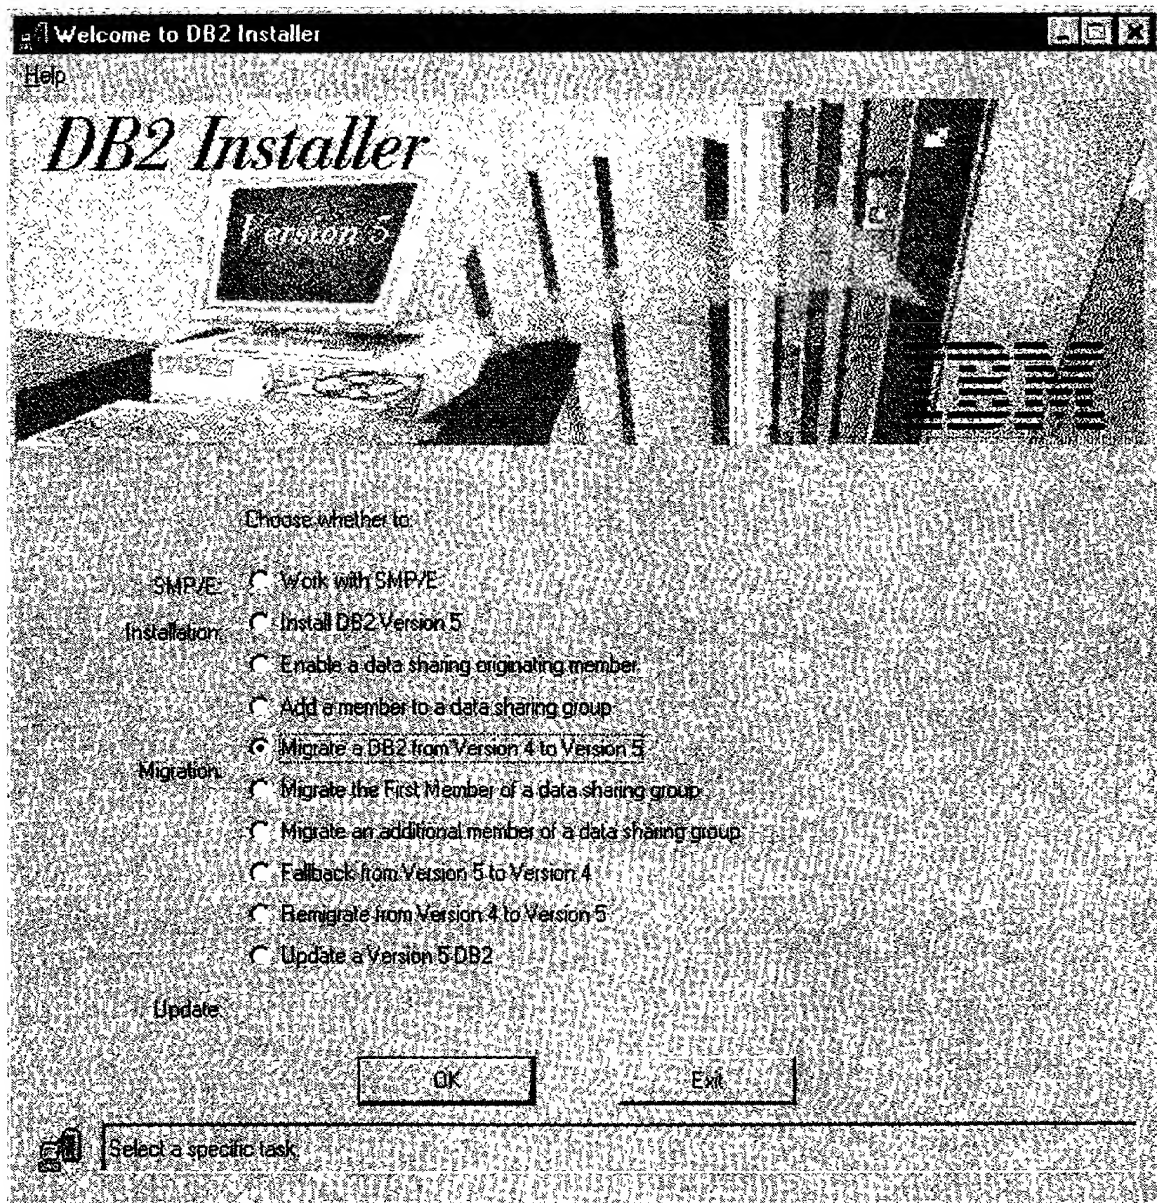 Welcome to DB2 Installer
Help
DB2 Installer
Version 5
IBM
Choose whether to:
SMP/E: Work with SMP/E
Installation: Install DB2 Version 5
Enable a data sharing originating member
Add a member to a data sharing group
Migrate a DB2 from Version 4 to Version 5
Migration:
Migrate the First Member of a data sharing group
Migrate an additional member of a data sharing group
Fallback from Version 5 to Version 4
Remigrate from Version 4 to Version 5
Update a Version 5 DB2
Update:
OK Exit
Select a specific task.